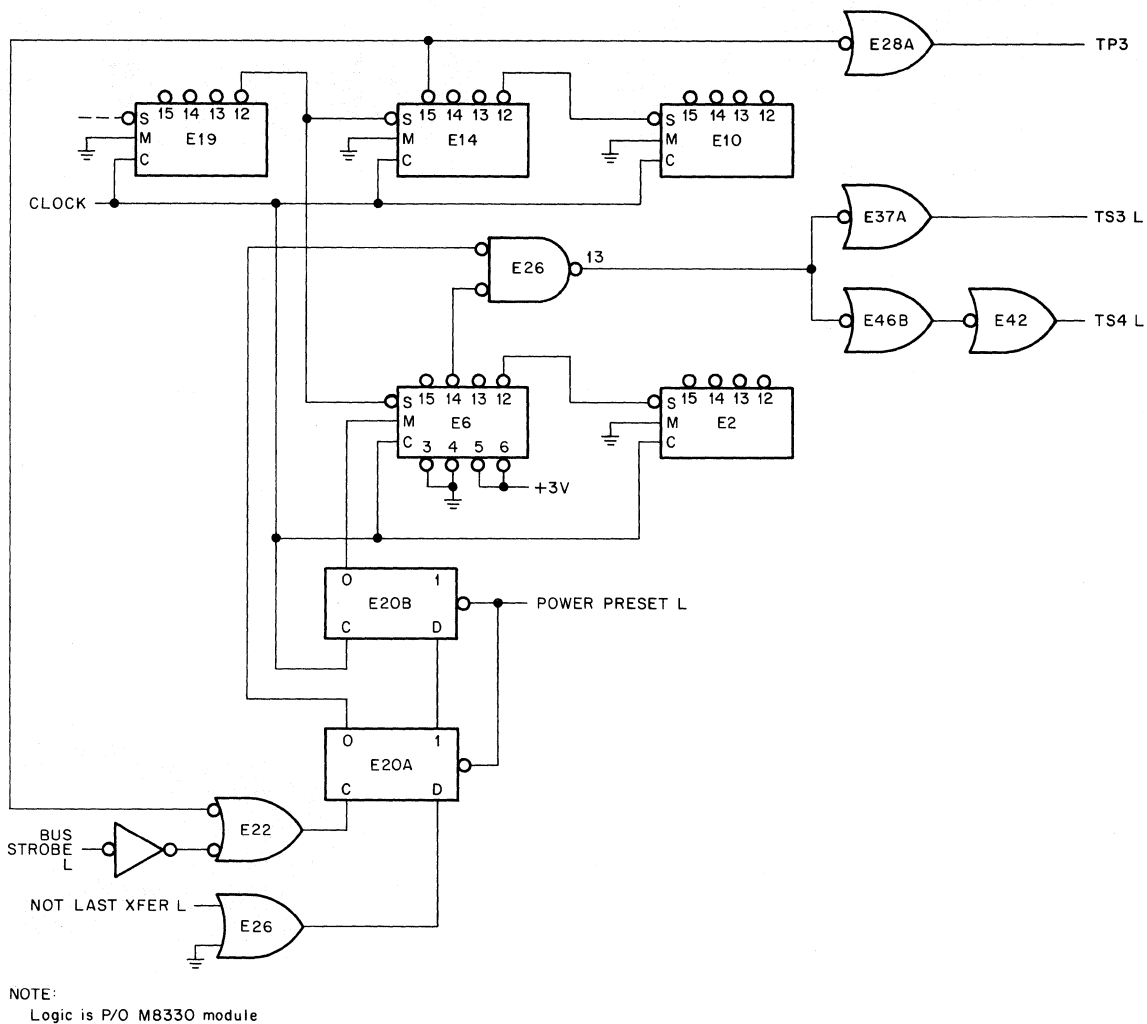 E28A
TP3
15 14 13 12
S
M
C
E19
15 14 13 12
S
M
C
E14
15 14 13 12
S
M
C
E10
CLOCK
E37A
TS3 L
E26
13
E46B
E42
TS4 L
15 14 13 12
S
M
C
E6
3 4 5 6
+3V
15 14 13 12
S
M
C
E2
0 1
E20B
C D
POWER PRESET L
0 1
E20A
C D
BUS
STROBE
L
E22
NOT LAST XFER L
E26
NOTE:
Logic is P/O M8330 module